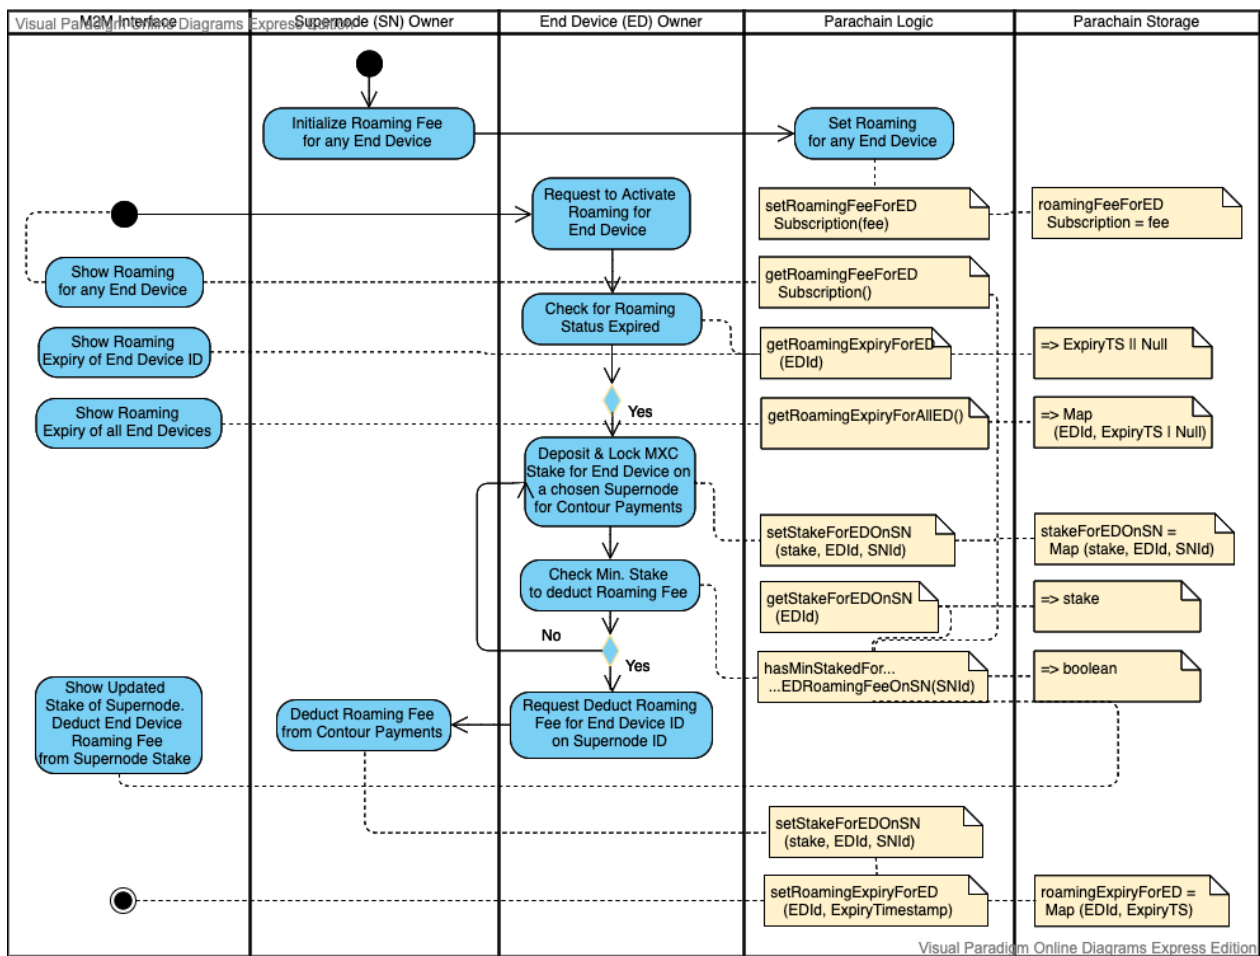 Visual Paradigm Online Diagrams Express Edition
M2M Interface
Supernode (SN) Owner
End Device (ED) Owner
Parachain Logic
Parachain Storage
Initialize Roaming Fee
for any End Device
Set Roaming
for any End Device
Request to Activate
Roaming for
End Device
setRoamingFeeForED
Subscription(fee)
roamingFeeForED
Subscription = fee
Show Roaming
for any End Device
getRoamingFeeForED
Subscription()
Check for Roaming
Status Expired
Show Roaming
Expiry of End Device ID
getRoamingExpiryForED
(EDId)
=> ExpiryTS || Null
Yes
Show Roaming
Expiry of all End Devices
getRoamingExpiryForAllED()
=> Map
(EDId, ExpiryTS | Null)
Deposit & Lock MXC
Stake for End Device on
a chosen Supernode
for Contour Payments
setStakeForEDOnSN
(stake, EDId, SNId)
stakeForEDOnSN =
Map (stake, EDId, SNId)
Check Min. Stake
to deduct Roaming Fee
getStakeForEDOnSN
(EDId)
=> stake
No
Yes
hasMinStakedFor...
...EDRoamingFeeOnSN(SNId)
=> boolean
Show Updated
Stake of Supernode.
Deduct End Device
Roaming Fee
from Supernode Stake
Deduct Roaming Fee
from Contour Payments
Request Deduct Roaming
Fee for End Device ID
on Supernode ID
setStakeForEDOnSN
(stake, EDId, SNId)
setRoamingExpiryForED
(EDId, ExpiryTimestamp)
roamingExpiryForED =
Map (EDId, ExpiryTS)
Visual Paradigm Online Diagrams Express Edition